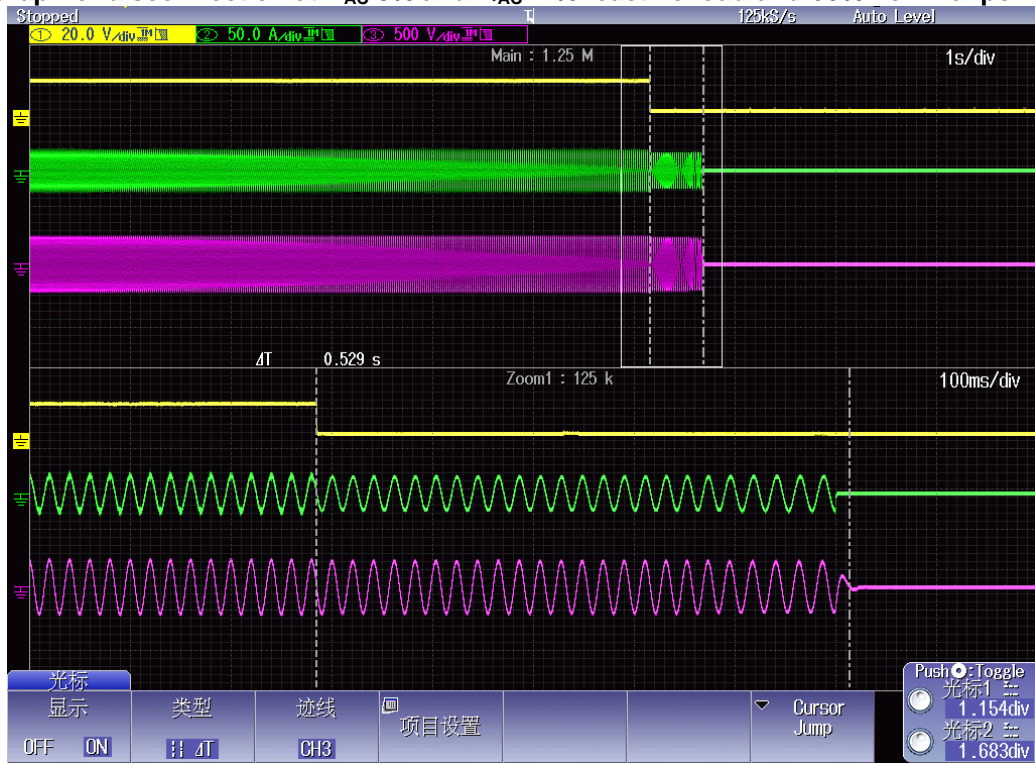 Stopped 125kS/s Auto Level
① 20.0 V/div 1M ② 50.0 A/div 1M ③ 500 V/div 1M
Main : 1.25 M 1s/div
ΔT 0.529 s
Zoom1 : 125 k 100ms/div
光标
显示 类型 迹线 项目设置 Cursor Jump
OFF ON ΔT CH3
Push :Toggle
光标1
1.154div
光标2
1.683div